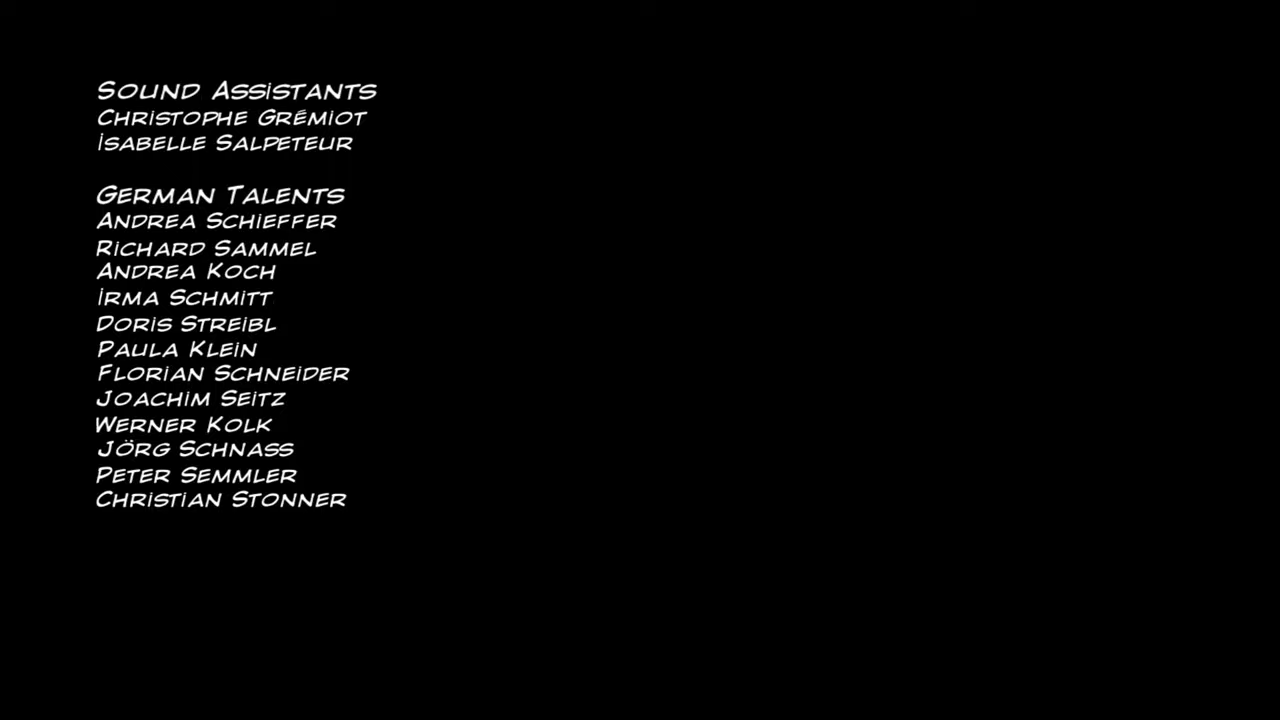 Sound Assistants
Christophe Grémiot
Isabelle Salpeteur
German Talents
Andrea Schieffer
Richard Sammel
Andrea Koch
Irma Schmitt
Doris Streibl
Paula Klein
Florian Schneider
Joachim Seitz
Werner Kolk
Jörg Schnass
Peter Semmler
Christian Stonner